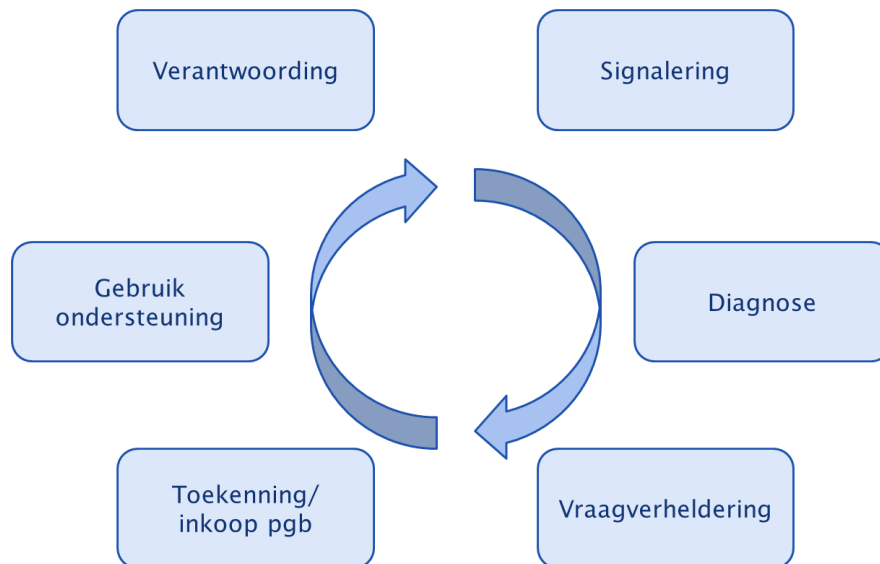 Verantwoording
Signalering
Gebruik
ondersteuning
Diagnose
Toekenning/
inkoop pgb
Vraagverheldering